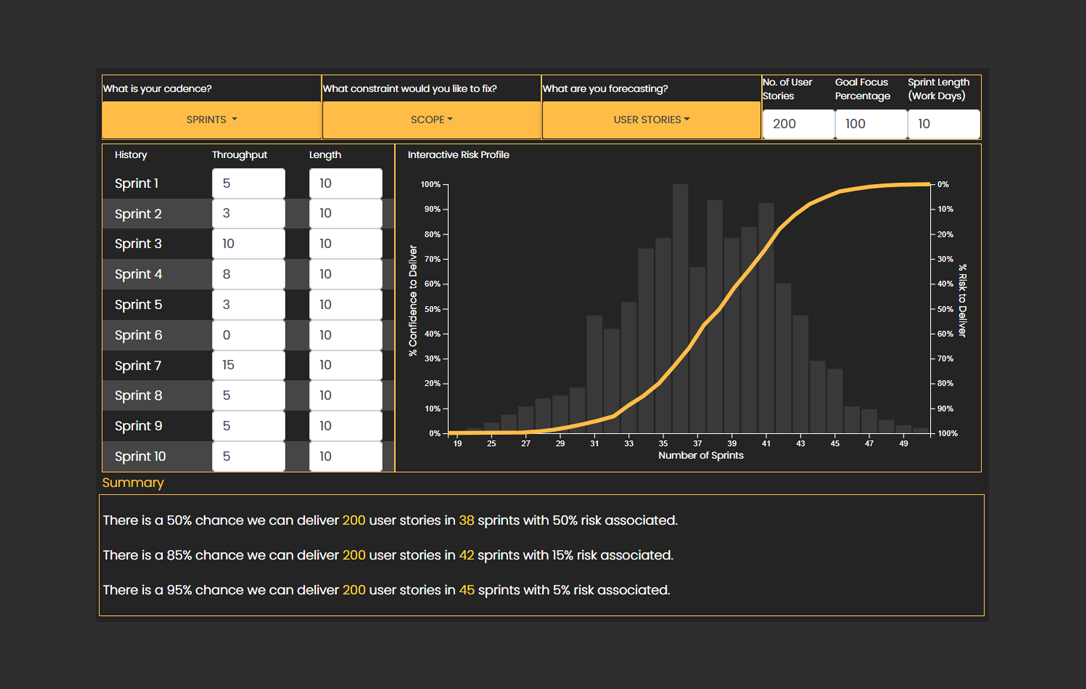 What is your cadence?
What constraint would you like to fix?
What are you forecasting?
No. of User
Stories
Goal Focus
Percentage
Sprint Length
(Work Days)
SPRINTS
SCOPE
USER STORIES
200
100
10
History Throughput Length
Sprint 1 5 10
Sprint 2 3 10
Sprint 3 10 10
Sprint 4 8 10
Sprint 5 3 10
Sprint 6 0 10
Sprint 7 15 10
Sprint 8 5 10
Sprint 9 5 10
Sprint 10 5 10
Interactive Risk Profile
% Confidence to Deliver
100%
90%
80%
70%
60%
50%
40%
30%
20%
10%
0%
0%
10%
20%
30%
40%
50%
60%
70%
80%
90%
100%
% Risk to Deliver
19 25 27 29 31 33 35 37 39 41 43 45 47 49
Number of Sprints
Summary
There is a 50% chance we can deliver 200 user stories in 38 sprints with 50% risk associated.
There is a 85% chance we can deliver 200 user stories in 42 sprints with 15% risk associated.
There is a 95% chance we can deliver 200 user stories in 45 sprints with 5% risk associated.